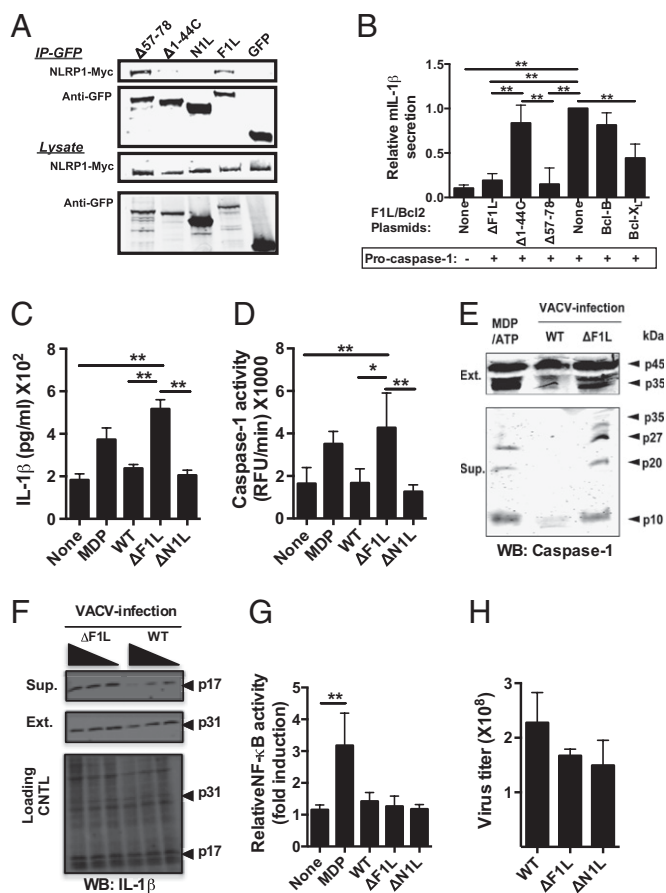 A
Δ57-78
Δ1-44C
N1L
F1L
GFP
IP-GFP
NLRP1-Myc
Anti-GFP
Lysate
NLRP1-Myc
Anti-GFP
B
Relative mIL-1β
secretion
1.5
1.0
0.5
0.0
** ** ** ** ** **
F1L/Bcl2
Plasmids:
None
ΔF1L
Δ1-44C
Δ57-78
None
Bcl-B
Bcl-XL
Pro-caspase-1: - + + + + + +
C
IL-1β (pg/ml) X10²
8
6
4
2
0
** ** **
None
MDP
WT
ΔF1L
ΔN1L
D
Caspase-1 activity
(RFU/min) X1000
8
6
4
2
0
** * **
None
MDP
WT
ΔF1L
ΔN1L
E
MDP
/ATP
VACV-infection
WT ΔF1L
kDa
Ext.
p45
p35
Sup.
p35
p27
p20
p10
WB: Caspase-1
F
VACV-infection
ΔF1L WT
Sup. p17
Ext. p31
Loading
CNTL
p31
p17
WB: IL-1β
G
RelativeNF-κB activity
(fold induction)
5
4
3
2
1
0
**
None
MDP
WT
ΔF1L
ΔN1L
H
Virus titer (X10⁸)
3
2
1
WT
ΔF1L
ΔN1L